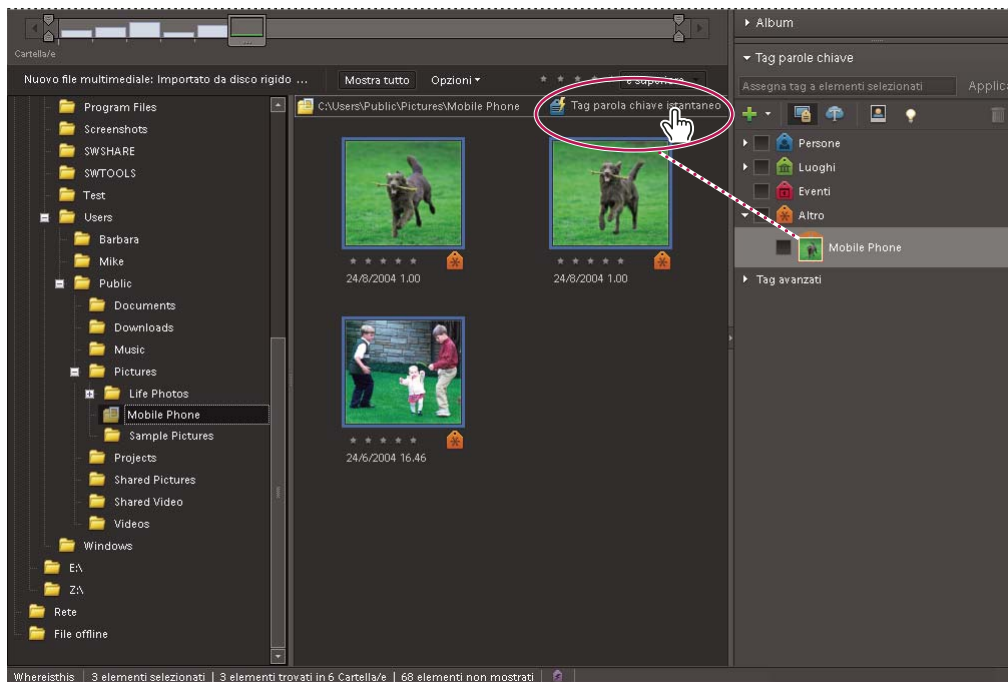 Cartella/e
Nuovo file multimediale: Importato da disco rigido ...
Mostra tutto
Opzioni
e superiore
Program Files
Screenshots
SWSHARE
SWTOOLS
Test
Users
Barbara
Mike
Public
Documents
Downloads
Music
Pictures
Life Photos
Mobile Phone
Sample Pictures
Projects
Shared Pictures
Shared Video
Videos
Windows
E:\
Z:\
Rete
File offline
C:\Users\Public\Pictures\Mobile Phone
Tag parola chiave istantaneo
24/8/2004 1.00
24/8/2004 1.00
24/6/2004 16.46
Album
Tag parole chiave
Assegna tag a elementi selezionati
Persone
Luoghi
Eventi
Altro
Mobile Phone
Tag avanzati
Whereisthis | 3 elementi selezionati | 3 elementi trovati in 6 Cartella/e | 68 elementi non mostrati